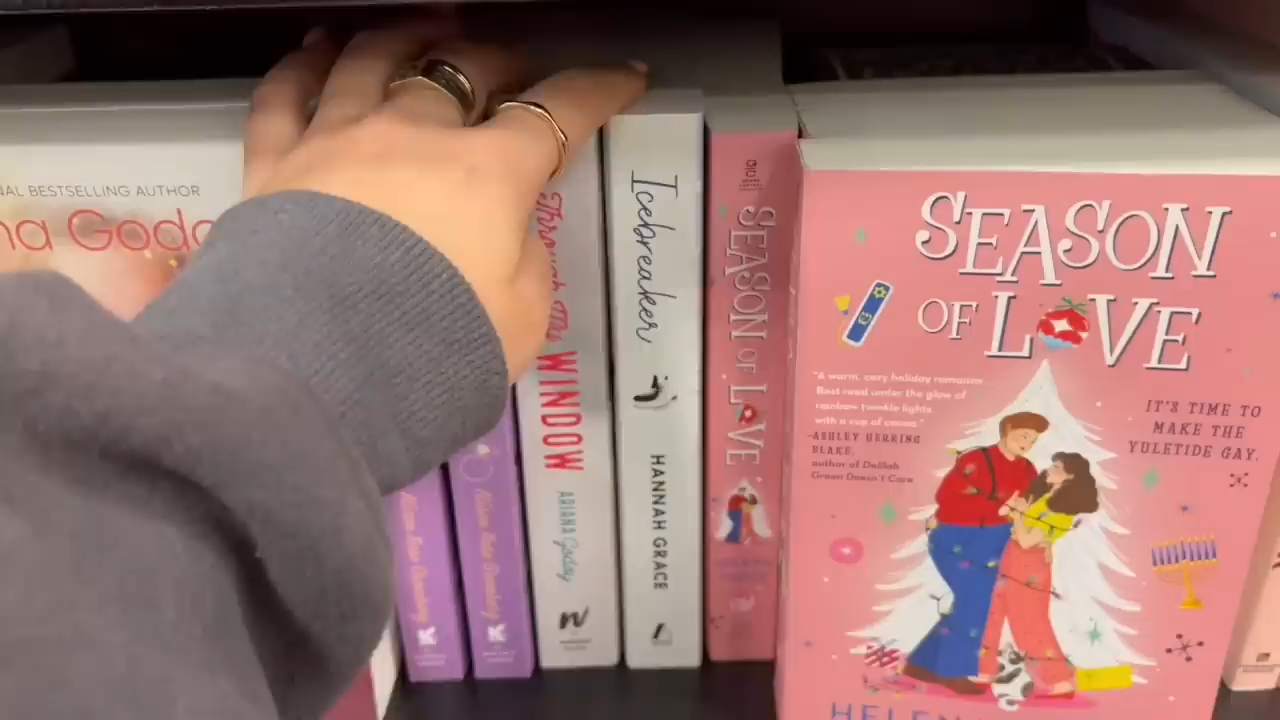 NAL BESTSELLING AUTHOR
na Godo
Through My WINDOW
ARIANA Godoy
W
Icebreaker
HANNAH GRACE
SEASON OF LOVE
SEASON
OF LOVE
"A warm, cozy holiday romance
Best read under the glow of
rainbow twinkle lights
with a cup of cocoa."
-ASHLEY HERRING
BLAKE,
author of Delilah
Green Doesn't Care
IT'S TIME TO
MAKE THE
YULETIDE GAY.
HELEN